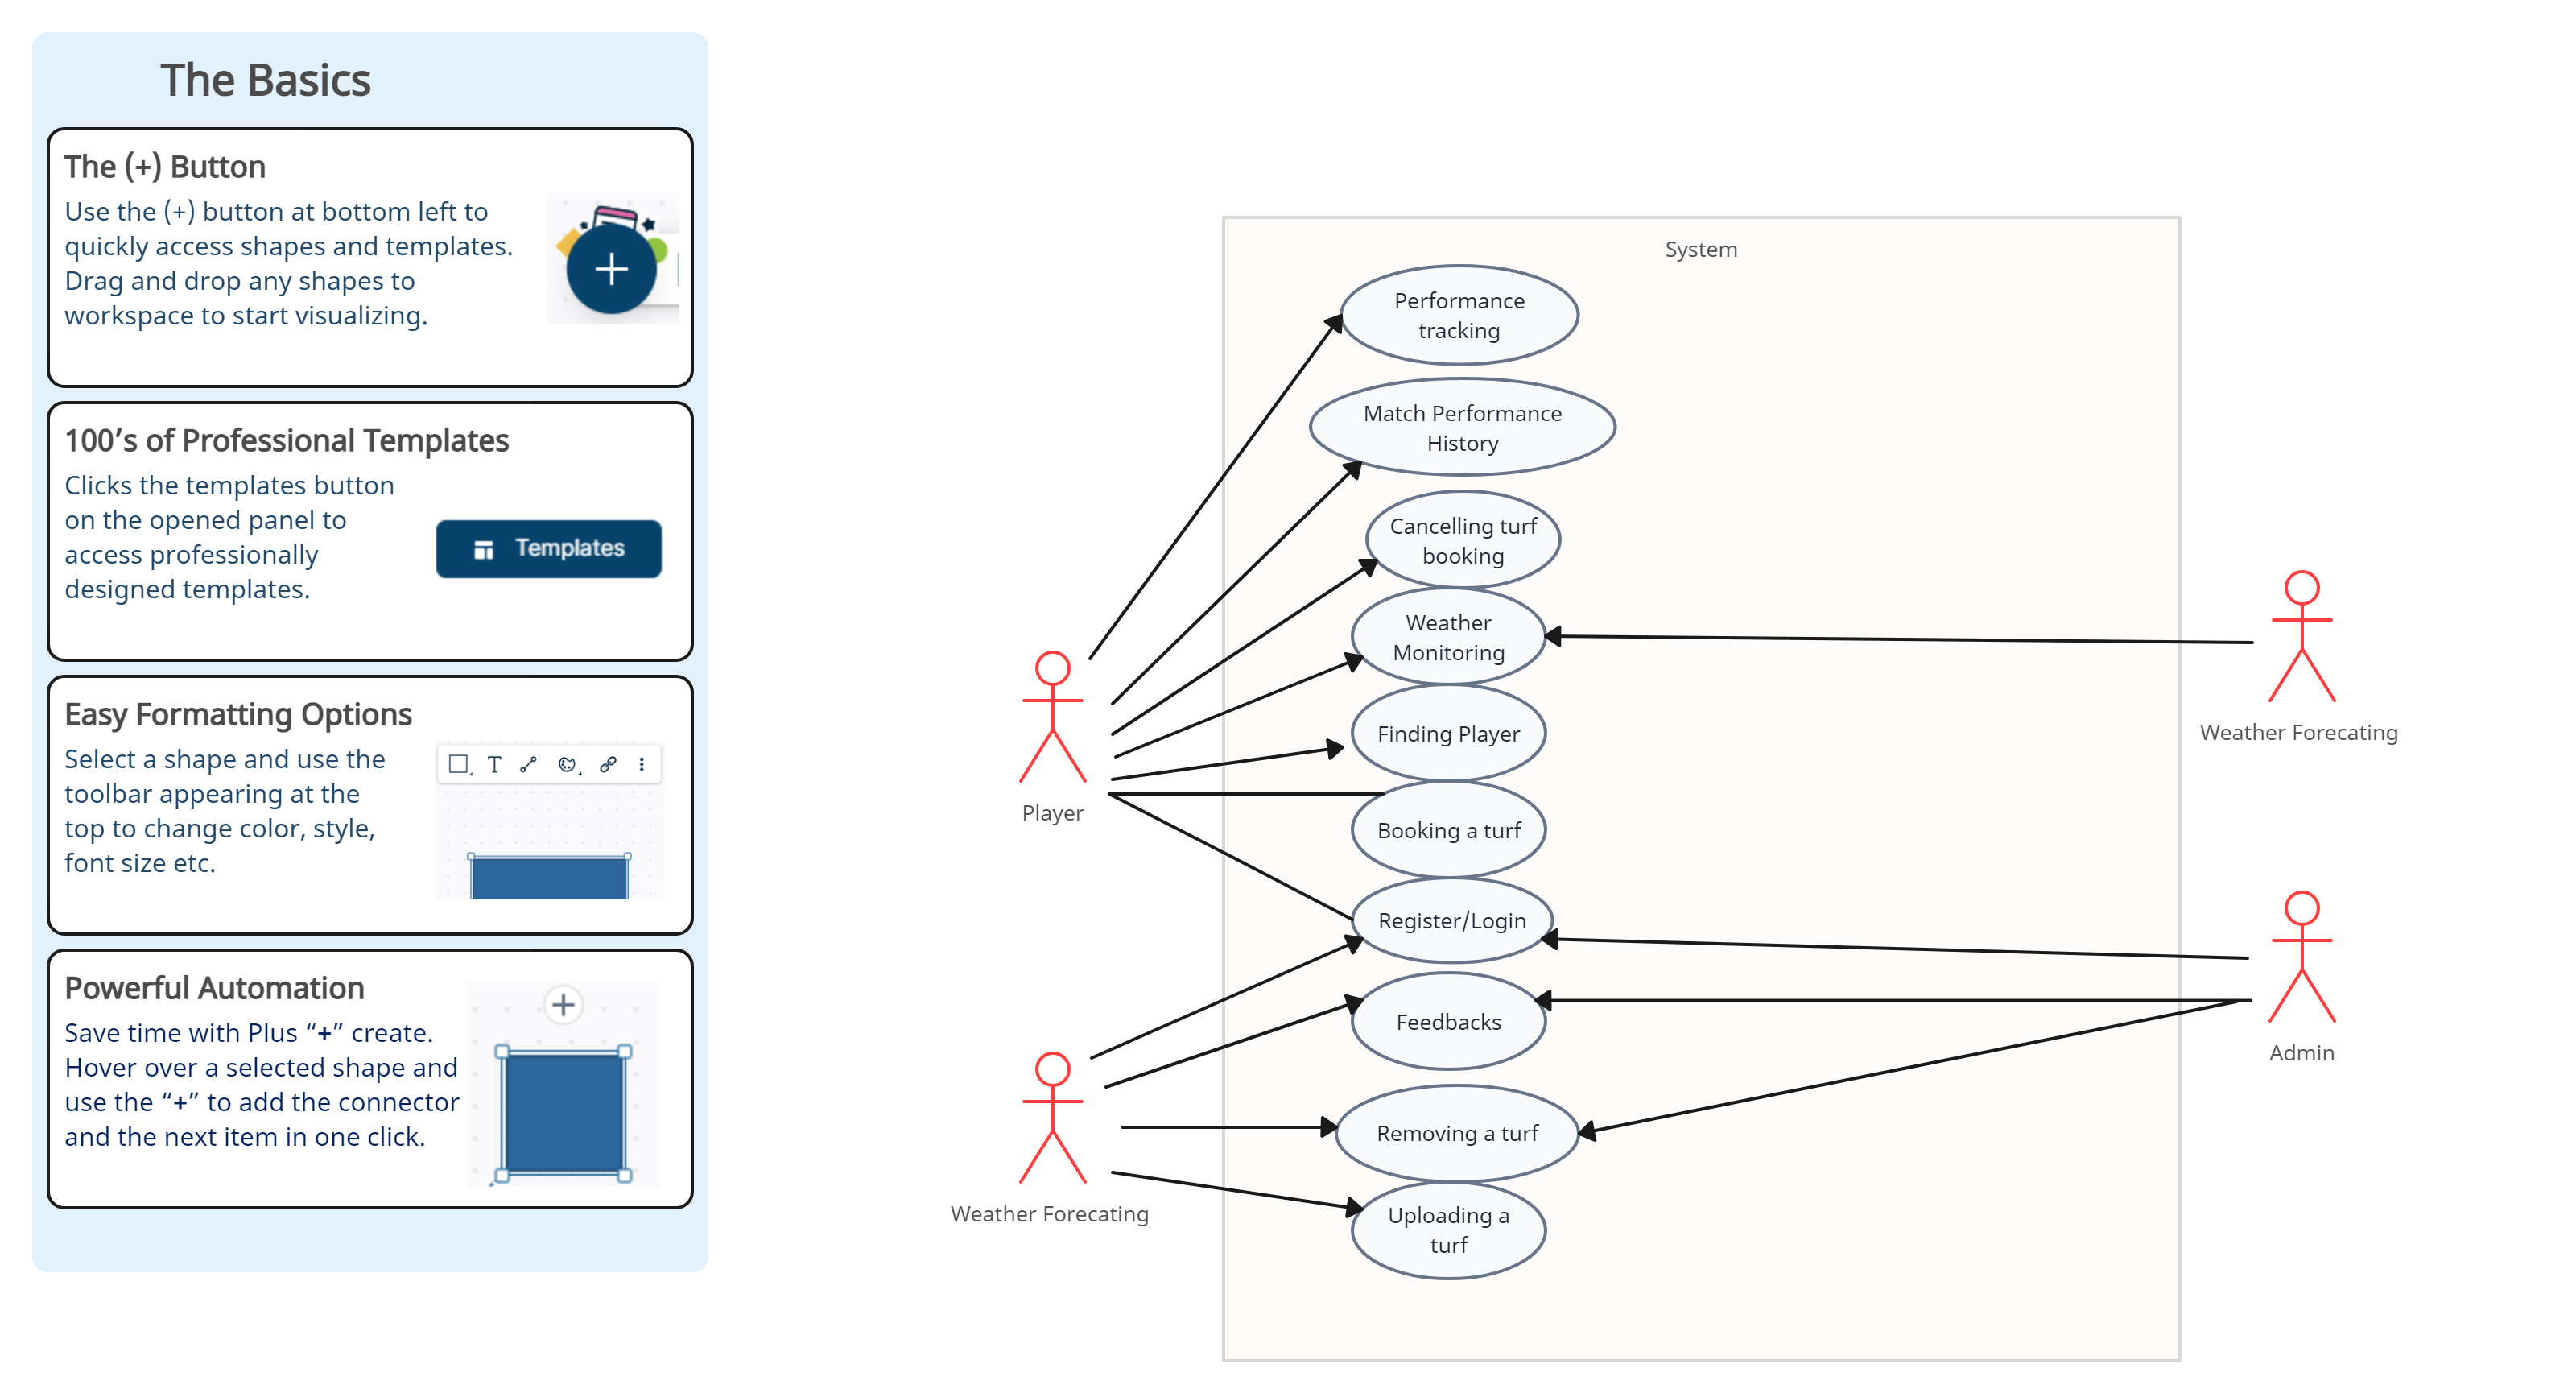 The Basics
The (+) Button
Use the (+) button at bottom left to
quickly access shapes and templates.
Drag and drop any shapes to
workspace to start visualizing.
100’s of Professional Templates
Clicks the templates button
on the opened panel to
access professionally
designed templates.
Templates
Easy Formatting Options
Select a shape and use the
toolbar appearing at the
top to change color, style,
font size etc.
T
Powerful Automation
Save time with Plus “+” create.
Hover over a selected shape and
use the “+” to add the connector
and the next item in one click.
System
Performance
tracking
Match Performance
History
Cancelling turf
booking
Weather
Monitoring
Finding Player
Booking a turf
Register/Login
Feedbacks
Removing a turf
Uploading a
turf
Player
Weather Forecating
Weather Forecating
Admin